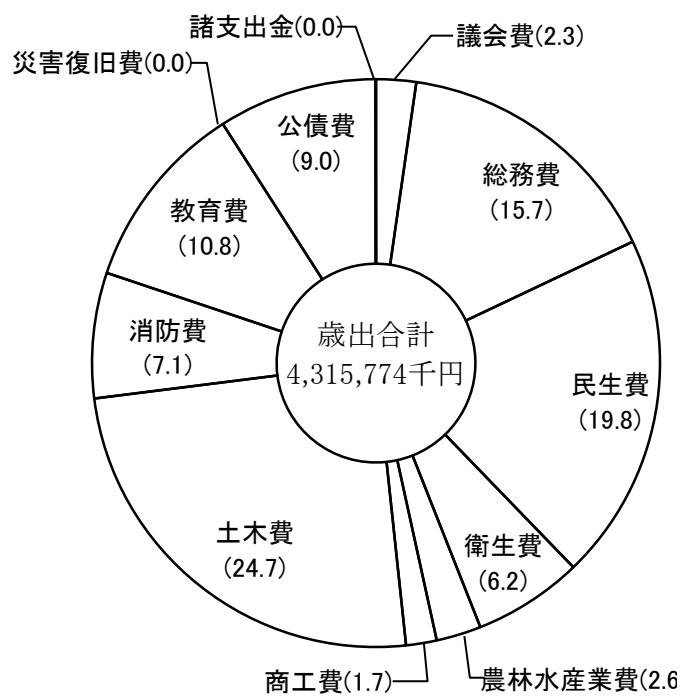 諸支出金(0.0)
議会費(2.3)
災害復旧費(0.0)
公債費
(9.0)
総務費
(15.7)
教育費
(10.8)
歳出合計
4,315,774千円
消防費
(7.1)
民生費
(19.8)
土木費
(24.7)
衛生費
(6.2)
商工費(1.7)
農林水産業費(2.6